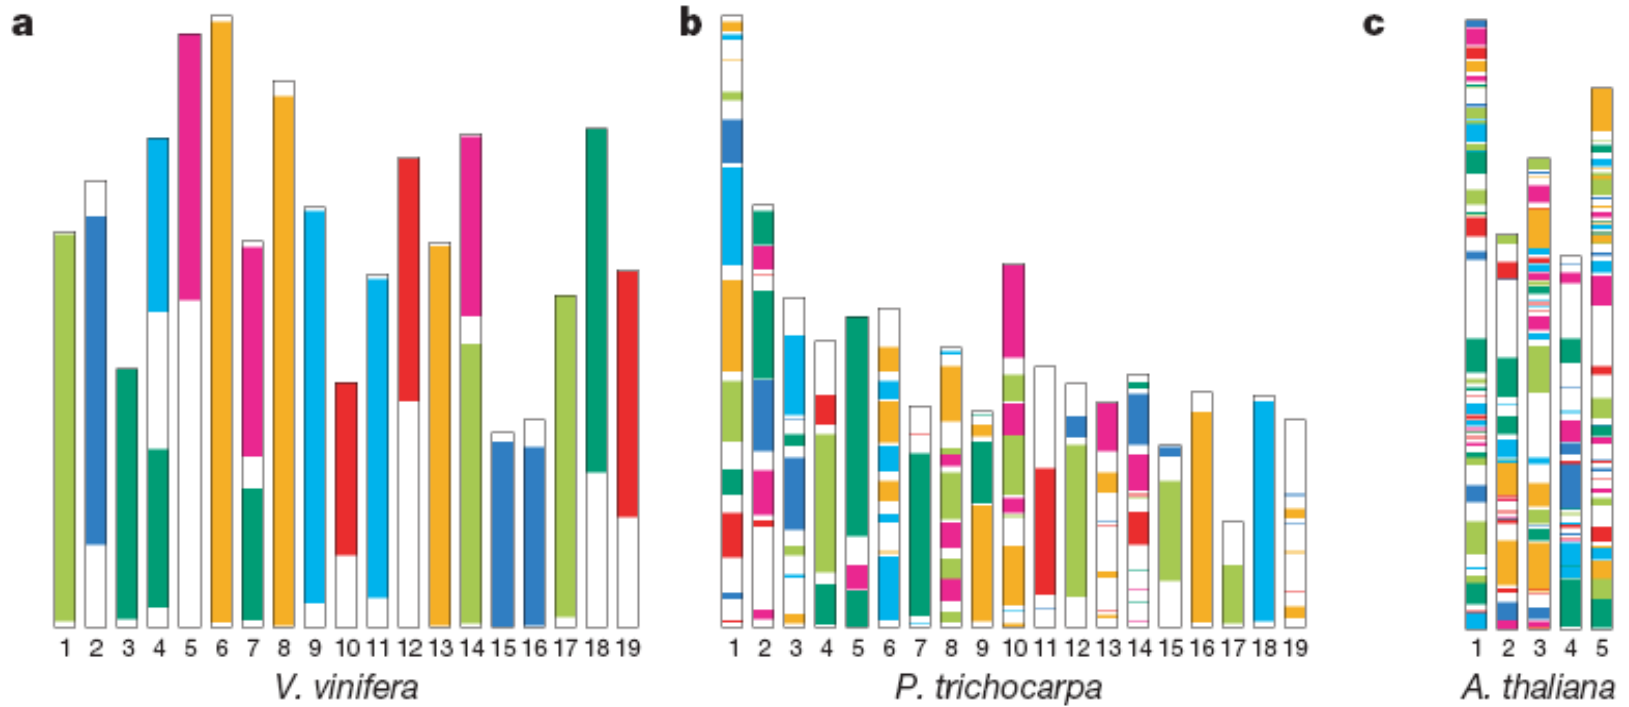 a b c
1 2 3 4 5 6 7 8 9 10 11 12 13 14 15 16 17 18 19 1 2 3 4 5 6 7 8 9 10 11 12 13 14 15 16 17 18 19 1 2 3 4 5
V. vinifera P. trichocarpa A. thaliana